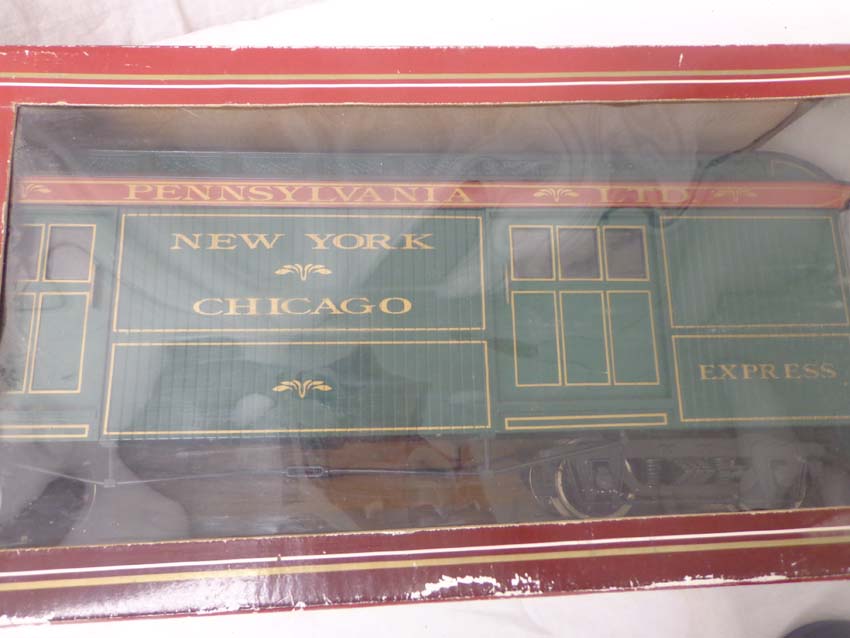 PENNSYLVANIA LTD
NEW YORK
CHICAGO
EXPRESS